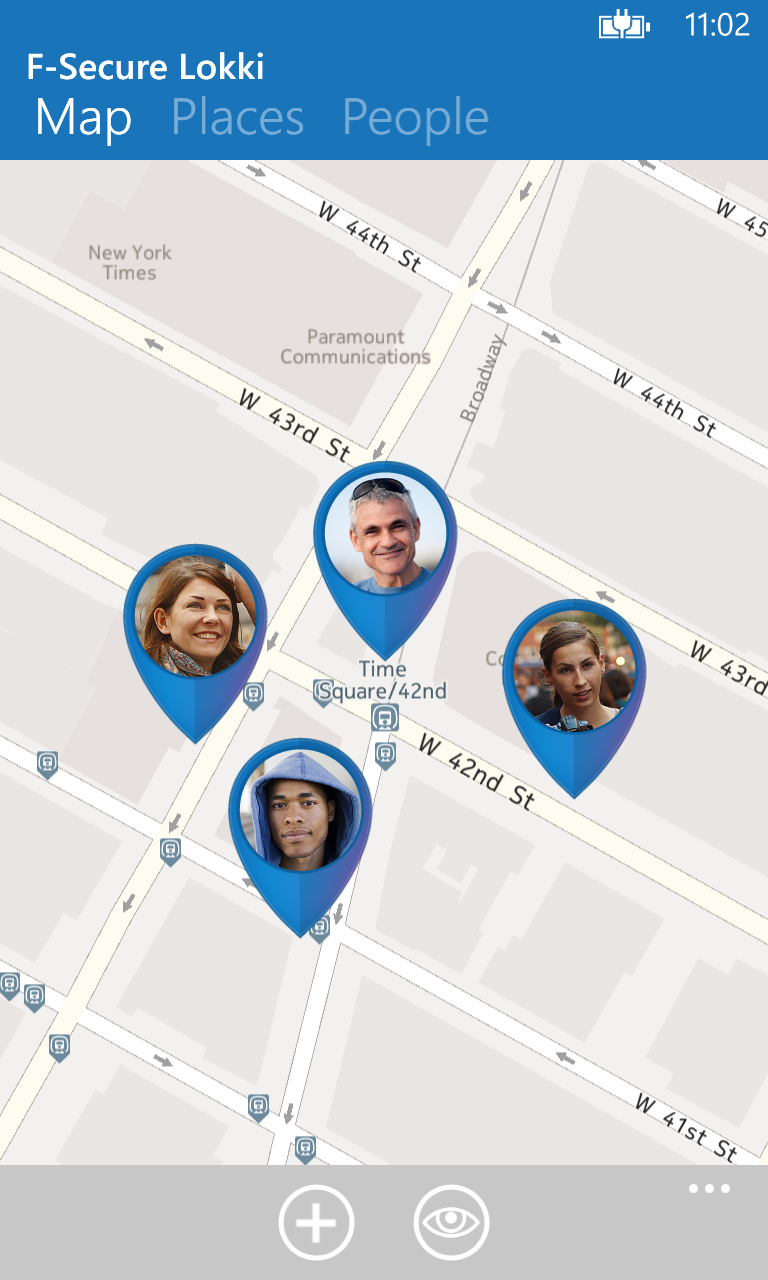 11:02
F-Secure Lokki
Map Places People
W 45
W 44th St
New York
Times
Paramount
Communications
Broadway
W 44th St
W 43rd St
W 43rd
Time
Square/42nd
W 42nd St
W 41st St